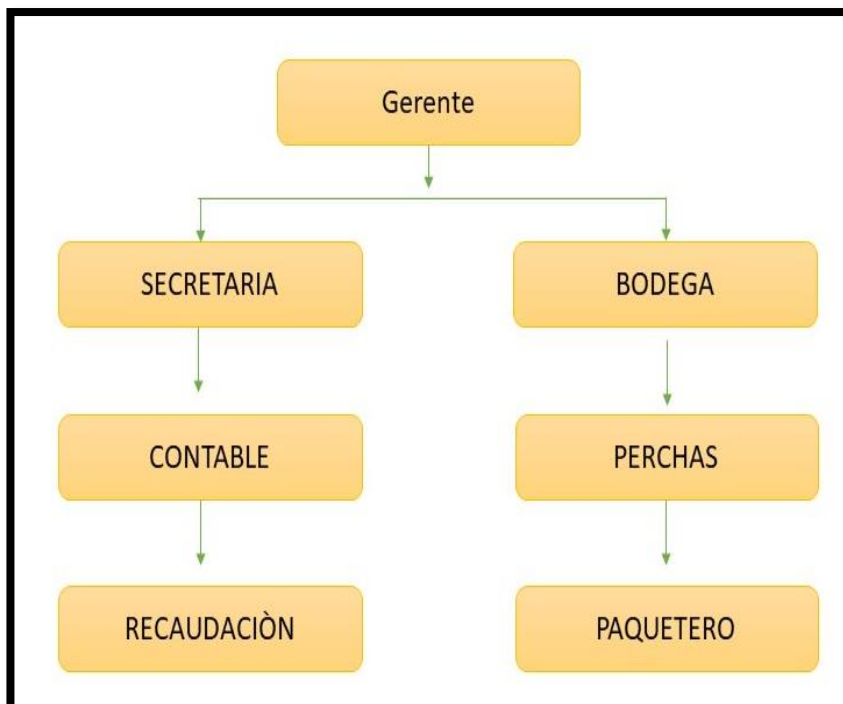 Gerente
SECRETARIA
BODEGA
CONTABLE
PERCHAS
RECAUDACIÒN
PAQUETERO